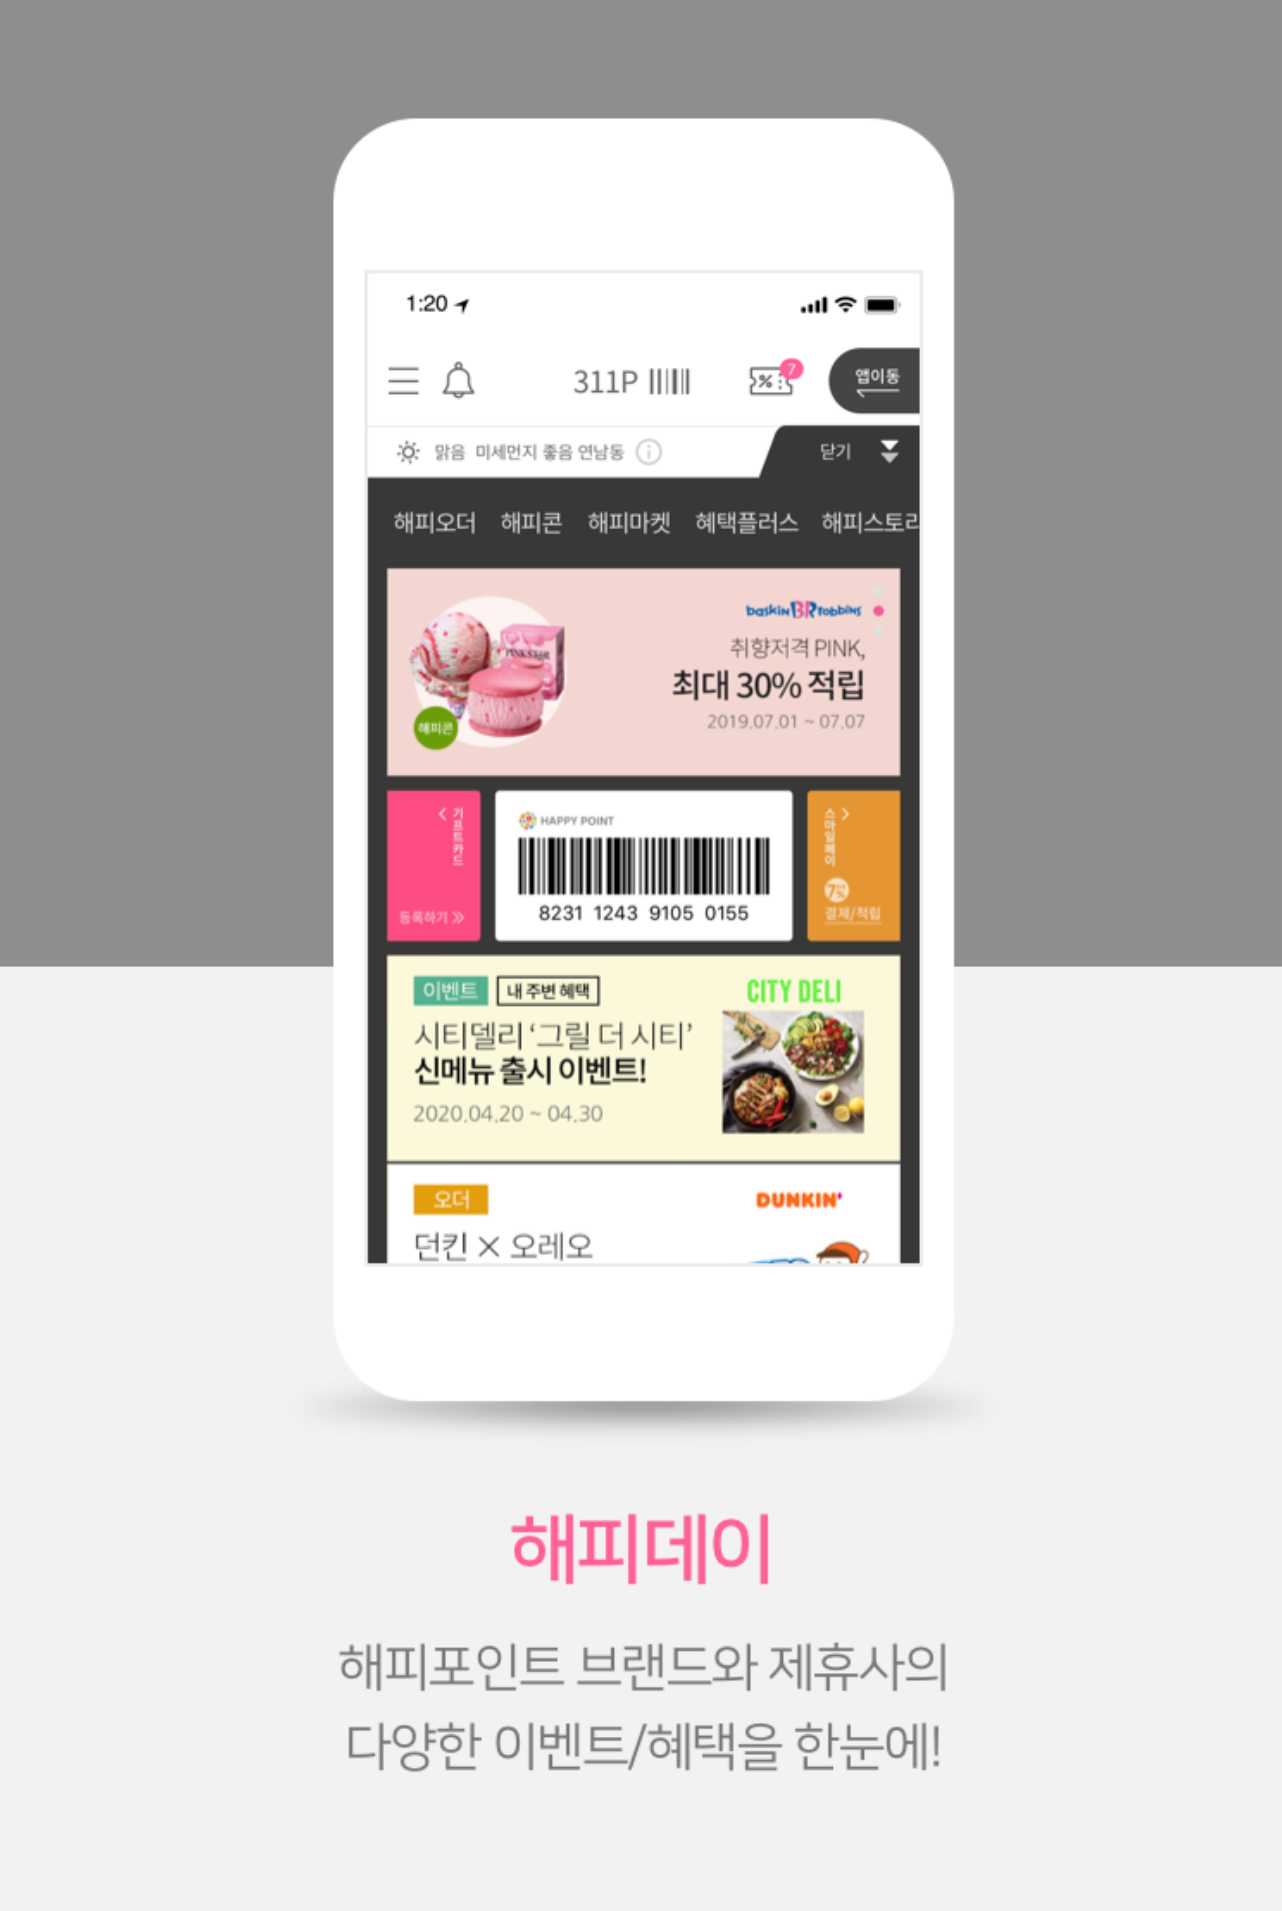 1:20
311P
7
앱이동
맑음 미세먼지 좋음 연남동
닫기
해피오더 해피콘 해피마켓 혜택플러스 해피스토리
baskin BR robbins
취향저격 PINK,
최대 30% 적립
2019.07.01 ~ 07.07
PINK STAR
해피콘
기프트카드
등록하기
HAPPY POINT
8231 1243 9105 0155
스마일페이
7%
결제/적립
이벤트
내 주변 혜택
CITY DELI
시티델리 ‘그릴 더 시티’
신메뉴 출시 이벤트!
2020.04.20 ~ 04.30
오더
DUNKIN'
던킨 × 오레오
해피데이
해피포인트 브랜드와 제휴사의
다양한 이벤트/혜택을 한눈에!